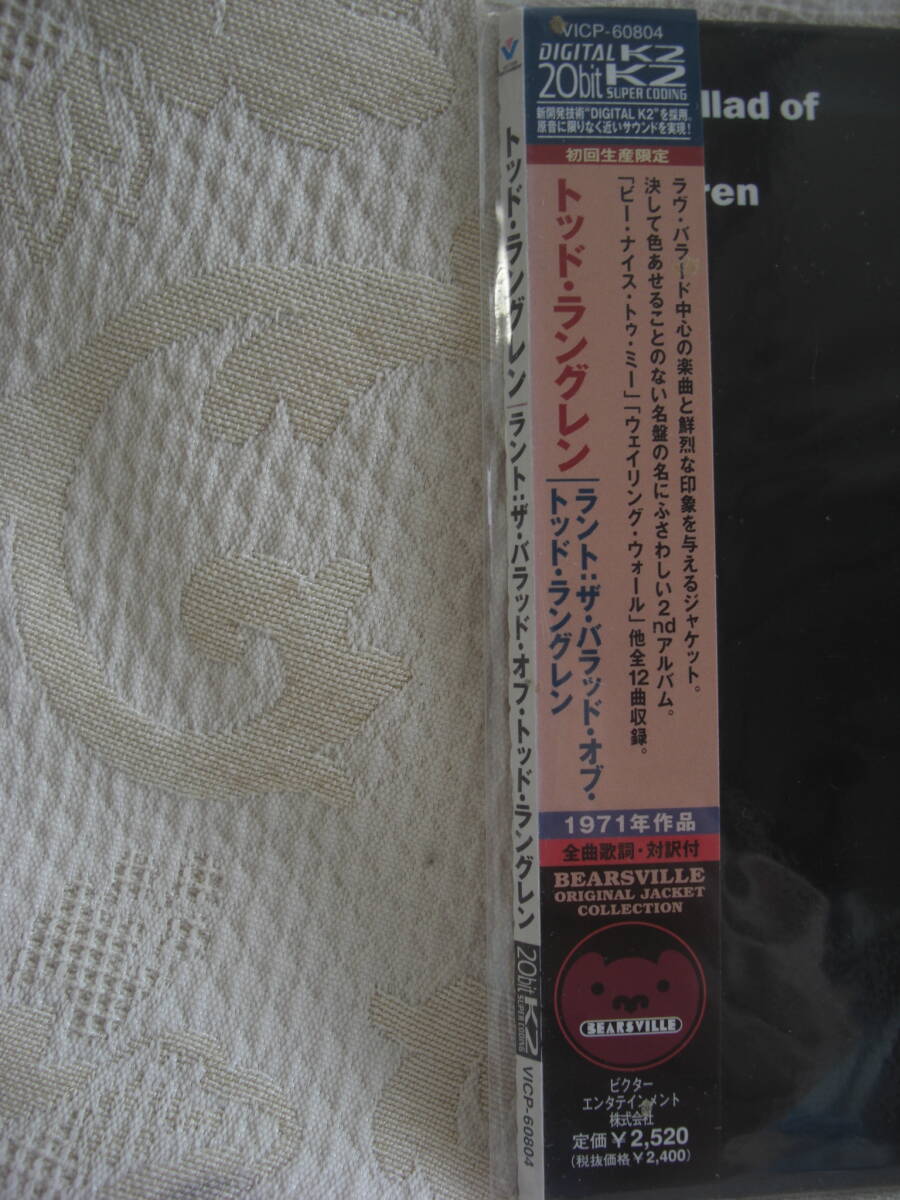 VICP-60804
DIGITAL K2
20bit K2
SUPER CODING
新開発技術“DIGITAL K2”を採用。
原音に限りなく近いサウンドを実現！
初回生産限定
ラヴ・バラード中心の楽曲と鮮烈な印象を与えるジャケット。
決して色あせることのない名盤の名にふさわしい2ndアルバム。
「ビー・ナイス・トゥ・ミー」「ウェイリング・ウォール」他全12曲収録。
トッド・ラングレン
ラント：ザ・バラッド・オブ・
トッド・ラングレン
1971年作品
全曲歌詞・対訳付
BEARSVILLE
ORIGINAL JACKET
COLLECTION
BEARSVILLE
ビクター
エンタテインメント
株式会社
定価￥2,520
（税抜価格￥2,400）
トッド・ラングレン｜ラント：ザ・バラッド・オブ・トッド・ラングレン
20bit K2
SUPER CODING
VICP-60804
llad of
ren